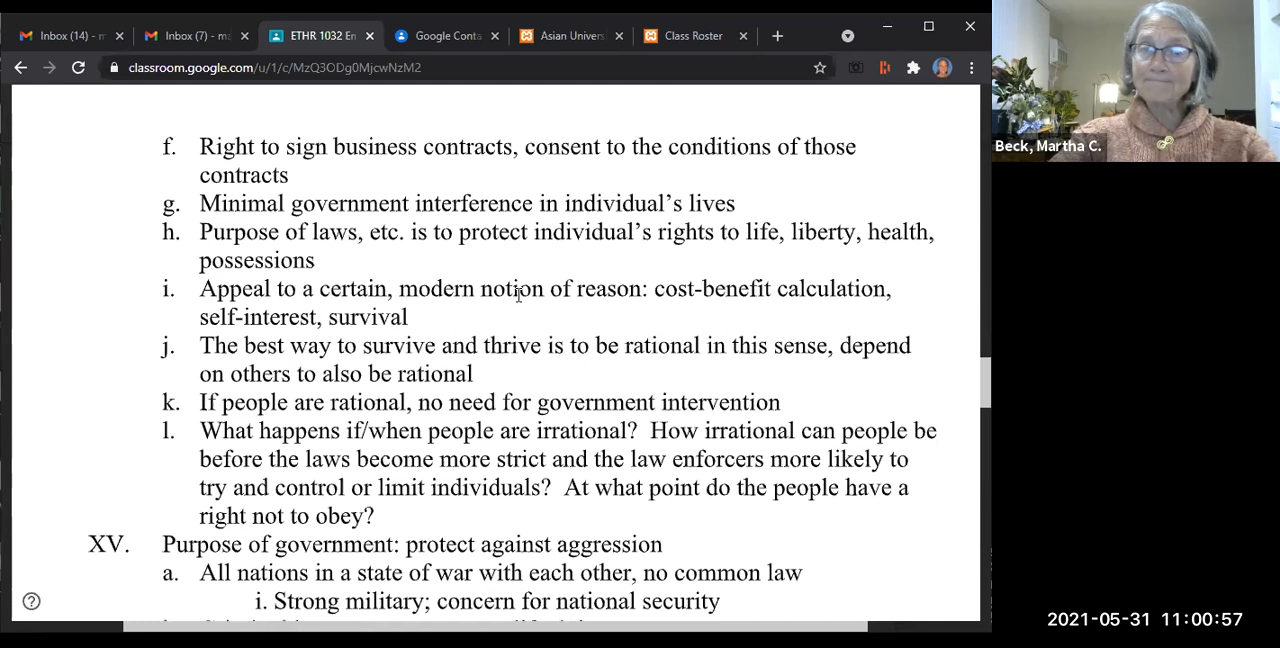 Inbox (14) - m
Inbox (7) - ma
ETHR 1032 En
Google Conta
Asian Univers
Class Roster
classroom.google.com/u/1/c/MzQ3ODg0MjcwNzM2
f. Right to sign business contracts, consent to the conditions of those
contracts
g. Minimal government interference in individual's lives
h. Purpose of laws, etc. is to protect individual's rights to life, liberty, health,
possessions
i. Appeal to a certain, modern notion of reason: cost-benefit calculation,
self-interest, survival
j. The best way to survive and thrive is to be rational in this sense, depend
on others to also be rational
k. If people are rational, no need for government intervention
l. What happens if/when people are irrational? How irrational can people be
before the laws become more strict and the law enforcers more likely to
try and control or limit individuals? At what point do the people have a
right not to obey?
XV. Purpose of government: protect against aggression
a. All nations in a state of war with each other, no common law
i. Strong military; concern for national security
Beck, Martha C.
2021-05-31 11:00:57